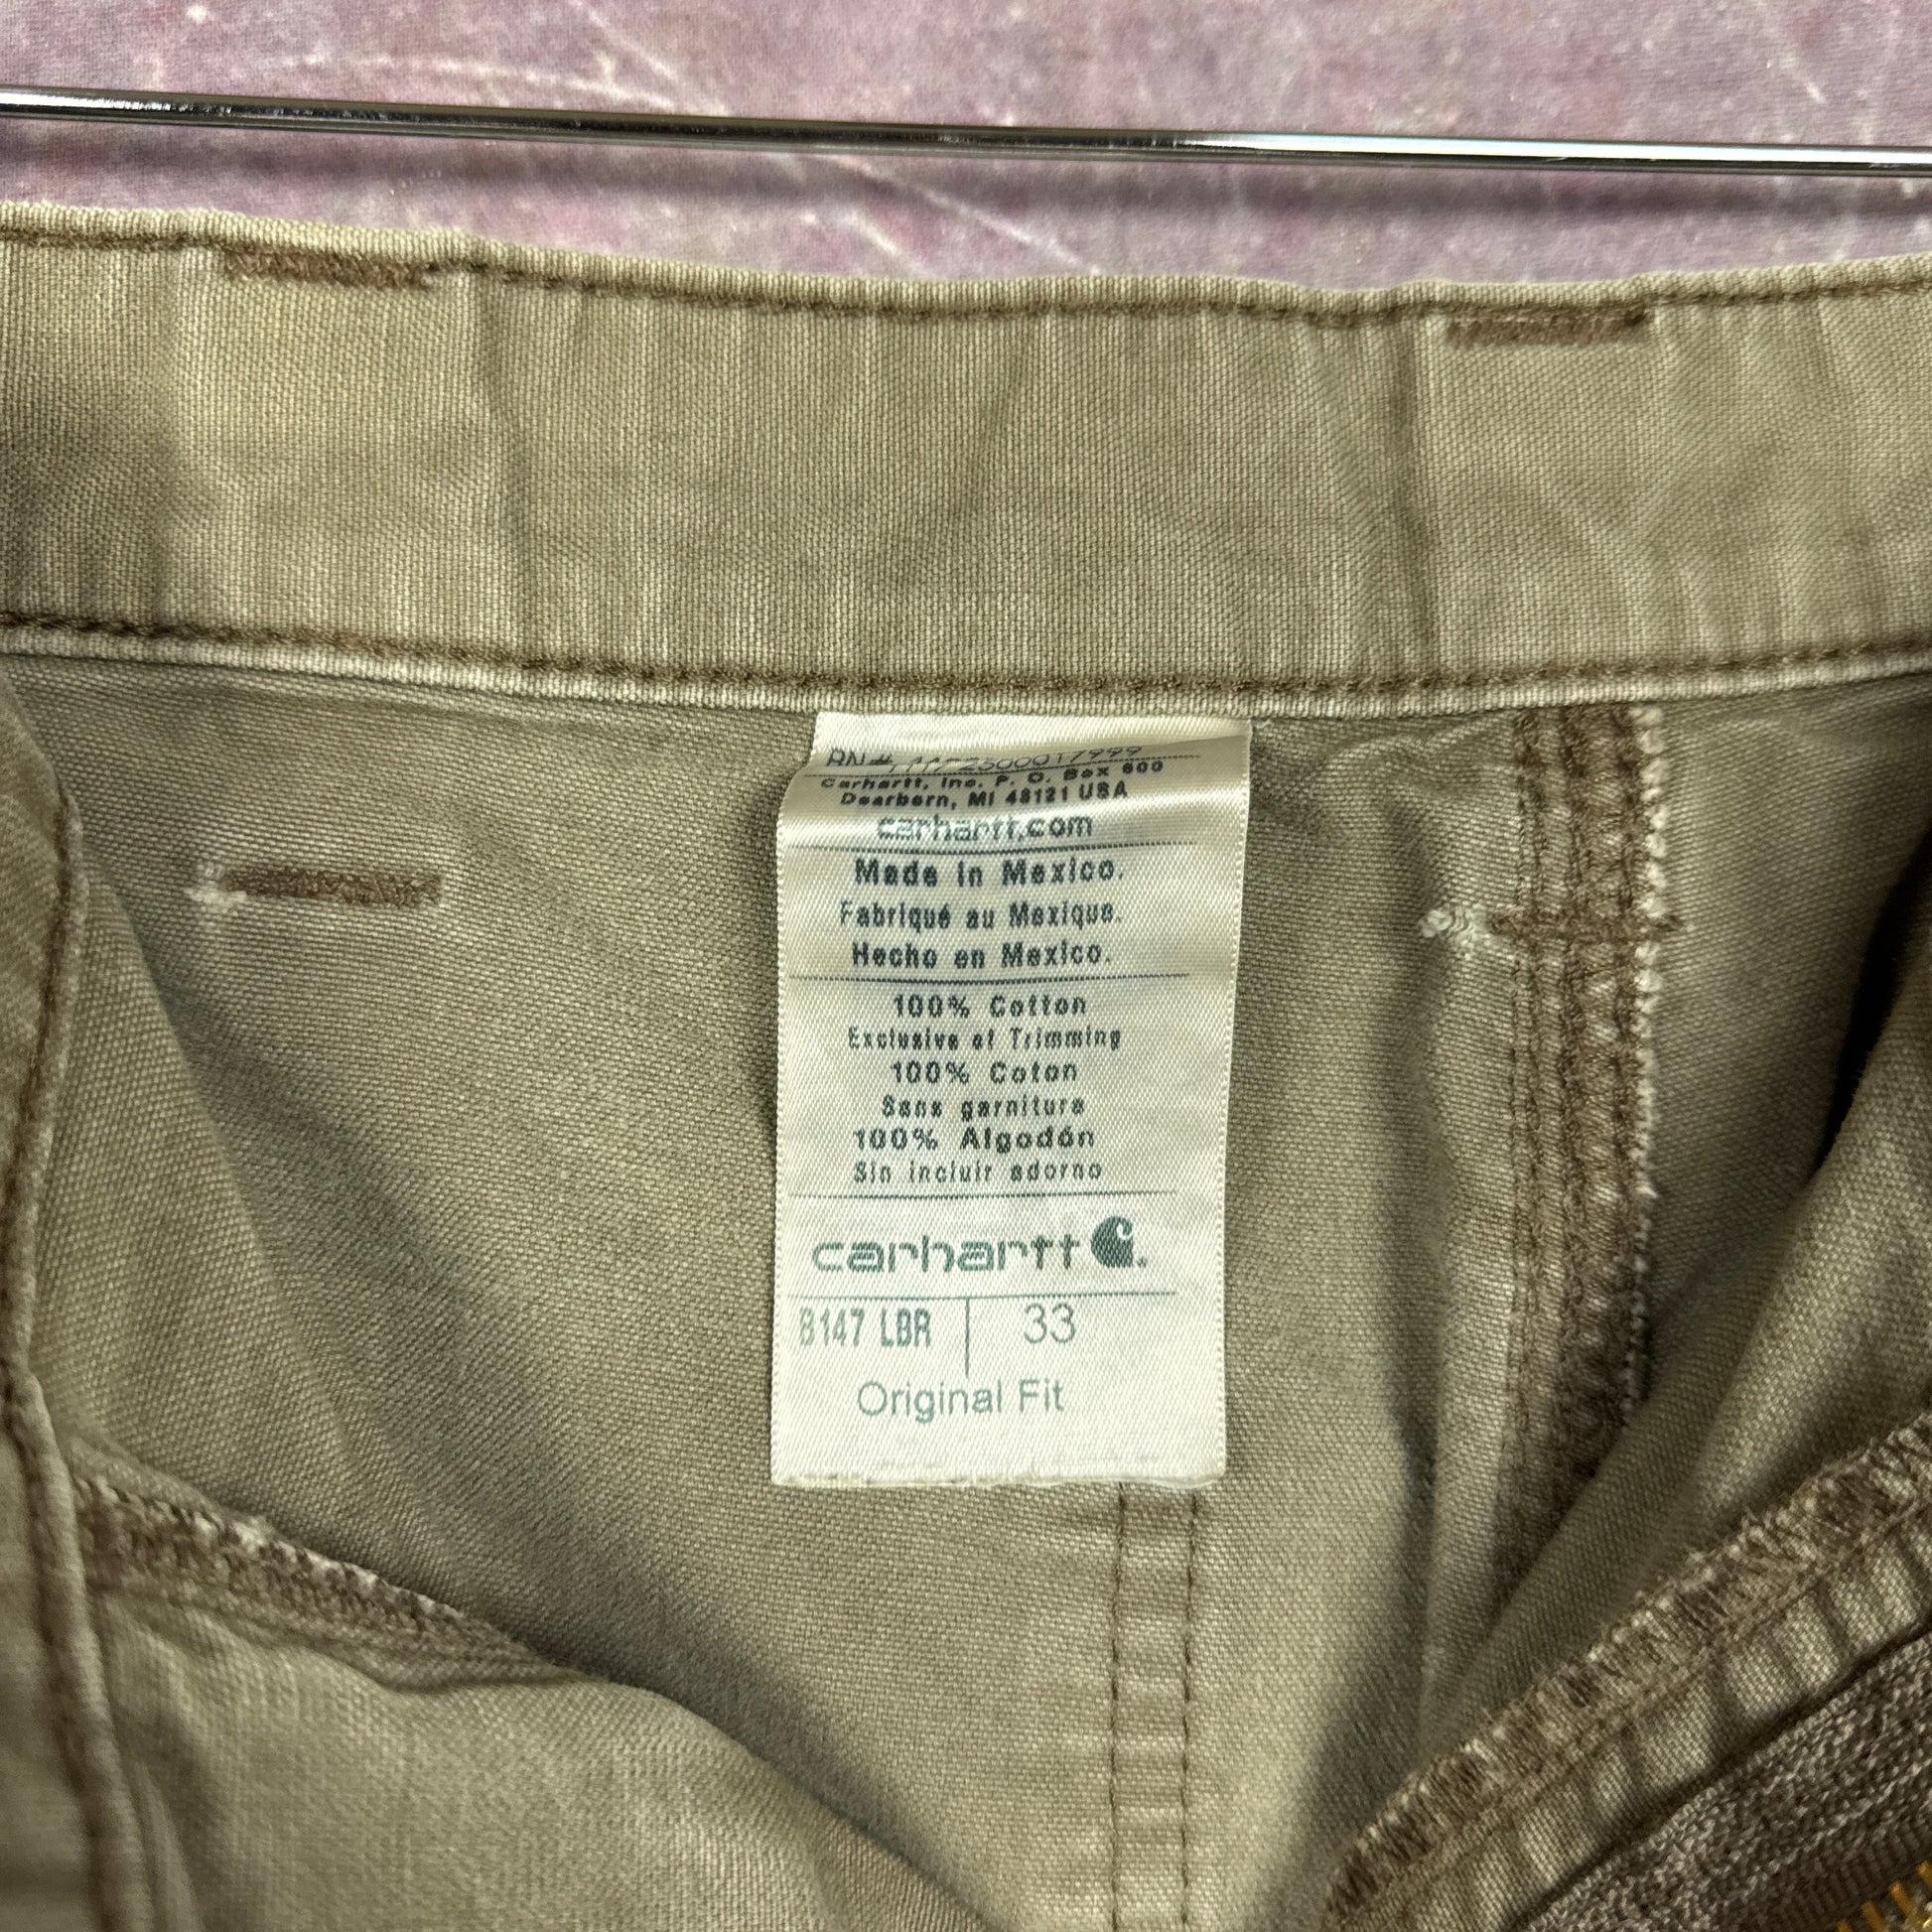 RN#
Carhartt, Inc. P. O. Box 600
Dearborn, MI 48121 USA
carhartt.com
Made in Mexico.
Fabriqué au Mexique.
Hecho en Mexico.
100% Cotton
Exclusive of Trimming
100% Coton
Sans garniture
100% Algodón
Sin incluir adorno
carhartt
B147 LBR | 33
Original Fit